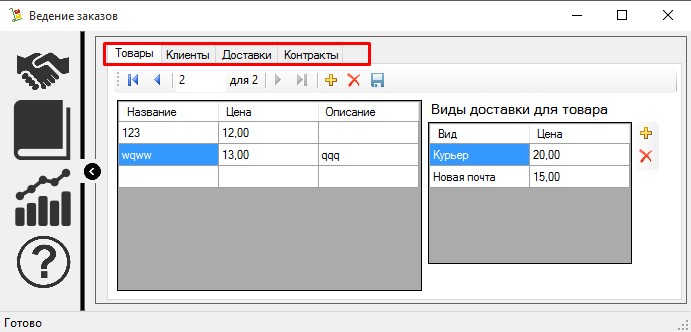 Ведение заказов
Товары Клиенты Доставки Контракты
2 для 2
Виды доставки для товара
Название Цена Описание
123 12,00
wqww 13,00 qqq
Вид Цена
Курьер 20,00
Новая почта 15,00
Готово